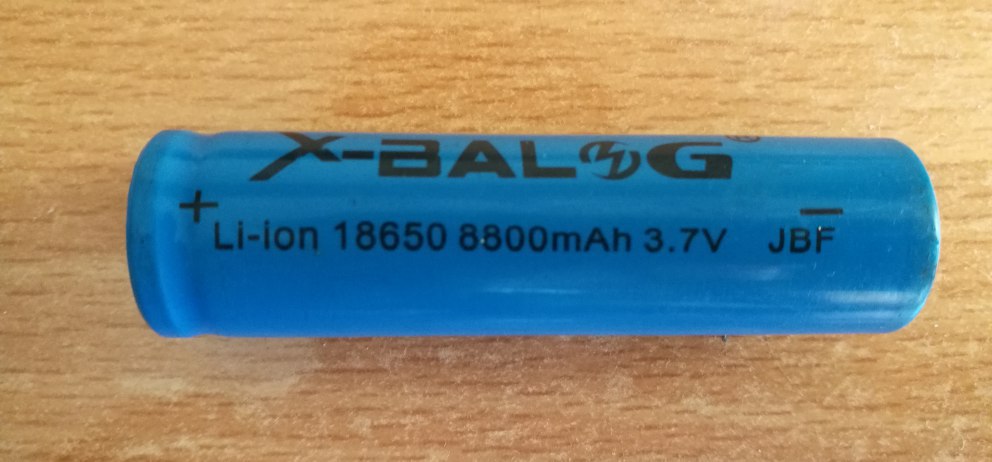 X-BALOG
+ −
Li-Ion 18650 8800mAh 3.7V JBF